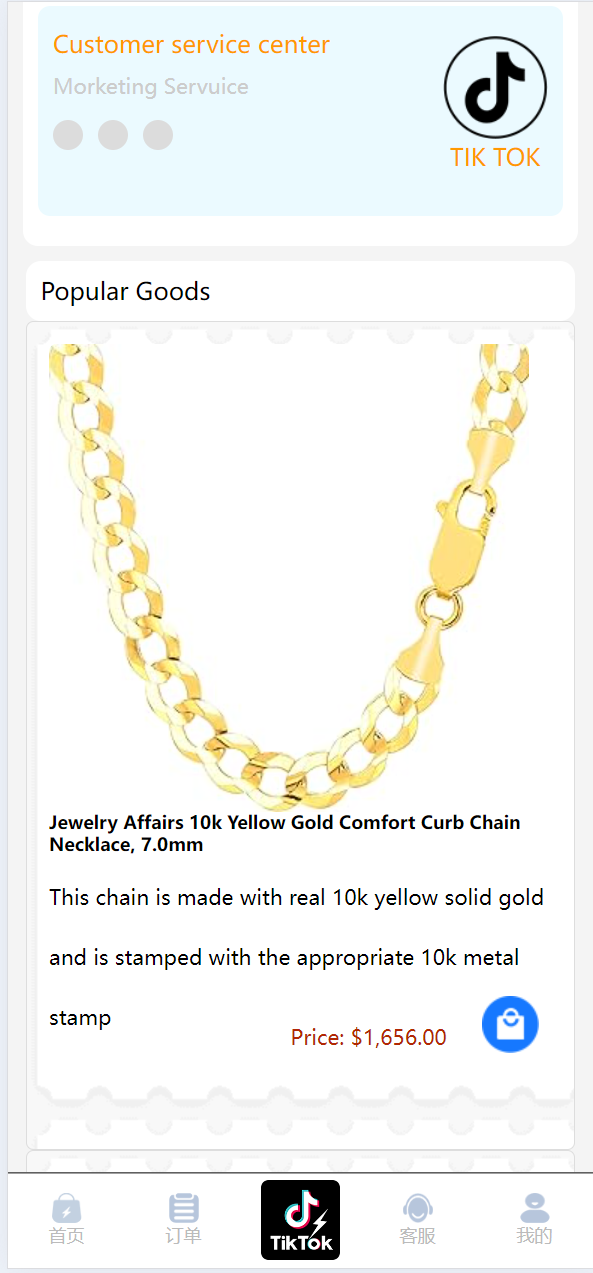 Customer service center
Morketing Servuice
TIK TOK
Popular Goods
Jewelry Affairs 10k Yellow Gold Comfort Curb Chain
Necklace, 7.0mm
This chain is made with real 10k yellow solid gold
and is stamped with the appropriate 10k metal
stamp
Price: $1,656.00
首页
订单
TikTok
客服
我的